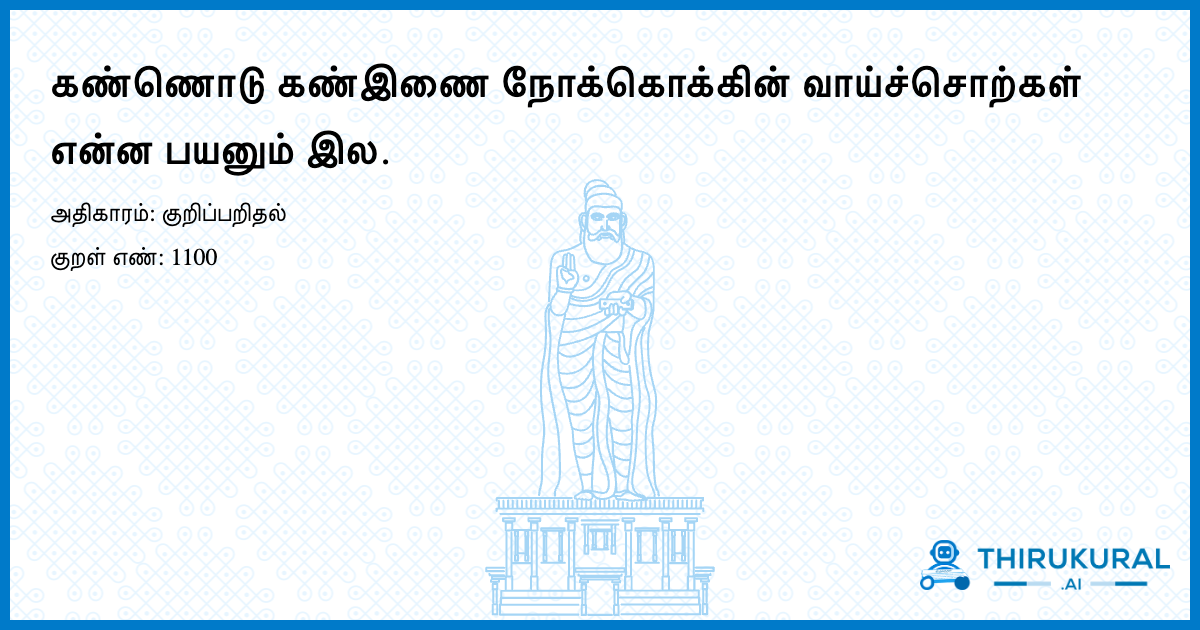 கண்ணொடு கண்இணை நோக்கொக்கின் வாய்ச்சொற்கள்
என்ன பயனும் இல.
அதிகாரம்: குறிப்பறிதல்
குறள் எண்: 1100
THIRUKURAL
.AI